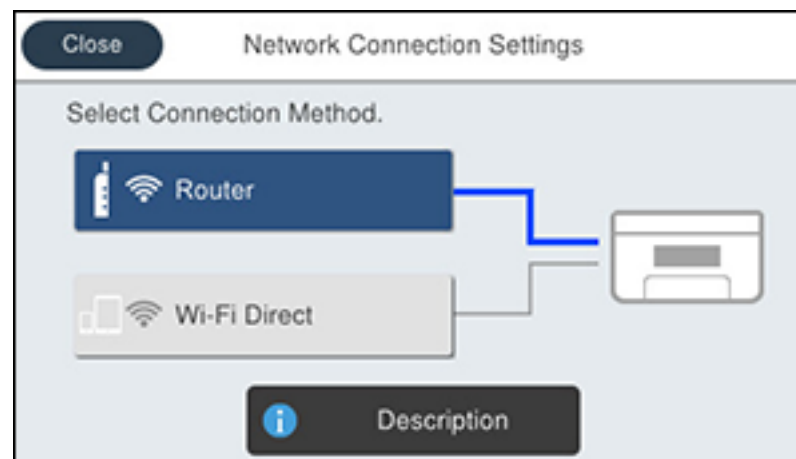 Close
Network Connection Settings
Select Connection Method.
Router
Wi-Fi Direct
Description